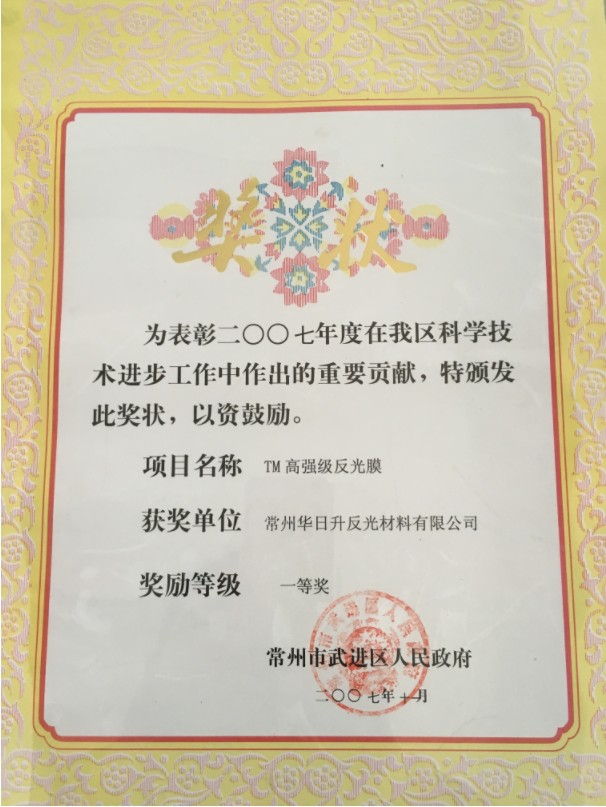 奖状
为表彰二〇〇七年度在我区科学技
术进步工作中作出的重要贡献，特颁发
此奖状，以资鼓励。
项目名称 TM高强级反光膜
获奖单位 常州华日升反光材料有限公司
奖励等级 一等奖
常州市武进区人民政府
二〇〇七年十一月